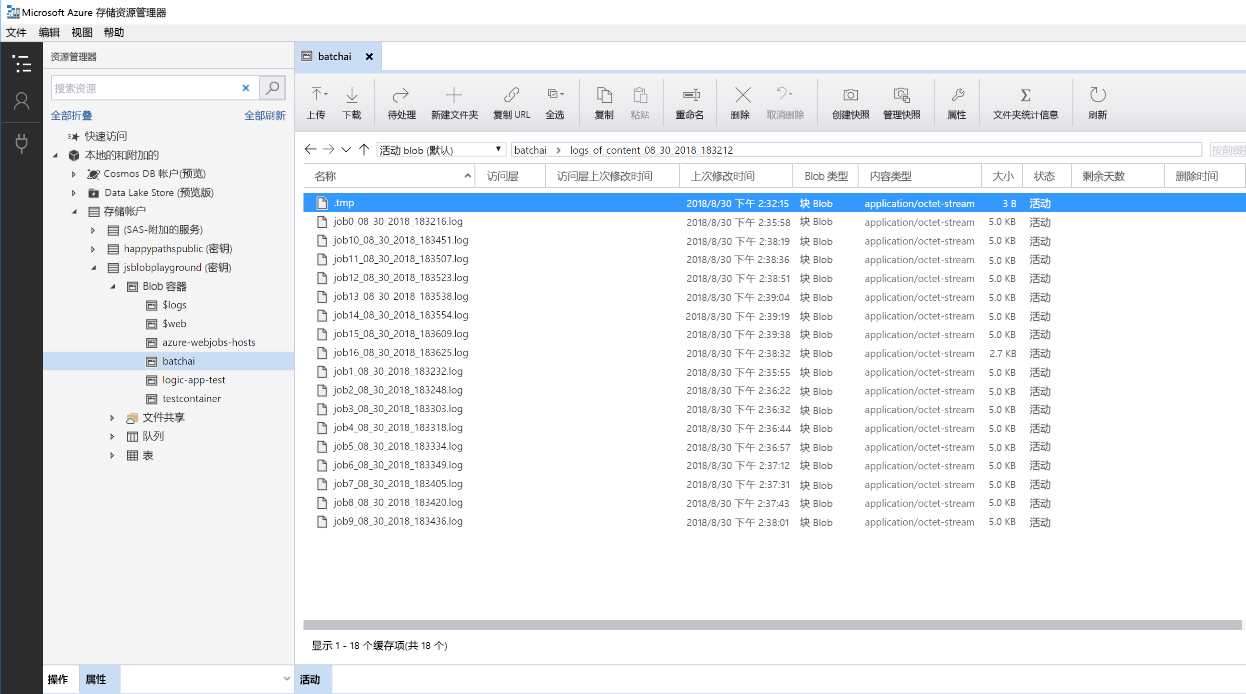 Microsoft Azure 存储资源管理器
文件 编辑 视图 帮助
资源管理器
搜索资源
全部折叠 全部刷新
快速访问
本地的和附加的
Cosmos DB 帐户(预览)
Data Lake Store (预览版)
存储帐户
(SAS-附加的服务)
happypathspublic (密钥)
jsblobplayground (密钥)
Blob 容器
$logs
$web
azure-webjobs-hosts
batchai
logic-app-test
testcontainer
文件共享
队列
表
操作 属性
batchai
上传 下载 待处理 新建文件夹 复制 URL 全选 复制 粘贴 重命名 删除 取消删除 创建快照 管理快照 属性 文件夹统计信息 刷新
活动 blob (默认) batchai logs_of_content_08_30_2018_183212
名称 访问层 访问层上次修改时间 上次修改时间 Blob 类型 内容类型 大小 状态 剩余天数 删除时间
.tmp 2018/8/30 下午 2:32:15 块 Blob application/octet-stream 3 B 活动
job0_08_30_2018_183216.log 2018/8/30 下午 2:35:58 块 Blob application/octet-stream 5.0 KB 活动
job10_08_30_2018_183451.log 2018/8/30 下午 2:38:19 块 Blob application/octet-stream 5.0 KB 活动
job11_08_30_2018_183507.log 2018/8/30 下午 2:38:36 块 Blob application/octet-stream 5.0 KB 活动
job12_08_30_2018_183523.log 2018/8/30 下午 2:38:51 块 Blob application/octet-stream 5.0 KB 活动
job13_08_30_2018_183538.log 2018/8/30 下午 2:39:04 块 Blob application/octet-stream 5.0 KB 活动
job14_08_30_2018_183554.log 2018/8/30 下午 2:39:19 块 Blob application/octet-stream 5.0 KB 活动
job15_08_30_2018_183609.log 2018/8/30 下午 2:39:38 块 Blob application/octet-stream 5.0 KB 活动
job16_08_30_2018_183625.log 2018/8/30 下午 2:38:32 块 Blob application/octet-stream 2.7 KB 活动
job1_08_30_2018_183232.log 2018/8/30 下午 2:35:55 块 Blob application/octet-stream 5.0 KB 活动
job2_08_30_2018_183248.log 2018/8/30 下午 2:36:22 块 Blob application/octet-stream 5.0 KB 活动
job3_08_30_2018_183303.log 2018/8/30 下午 2:36:32 块 Blob application/octet-stream 5.0 KB 活动
job4_08_30_2018_183318.log 2018/8/30 下午 2:36:44 块 Blob application/octet-stream 5.0 KB 活动
job5_08_30_2018_183334.log 2018/8/30 下午 2:36:57 块 Blob application/octet-stream 5.0 KB 活动
job6_08_30_2018_183349.log 2018/8/30 下午 2:37:12 块 Blob application/octet-stream 5.0 KB 活动
job7_08_30_2018_183405.log 2018/8/30 下午 2:37:31 块 Blob application/octet-stream 5.0 KB 活动
job8_08_30_2018_183420.log 2018/8/30 下午 2:37:43 块 Blob application/octet-stream 5.0 KB 活动
job9_08_30_2018_183436.log 2018/8/30 下午 2:38:01 块 Blob application/octet-stream 5.0 KB 活动
显示 1 - 18 个缓存项(共 18 个)
活动